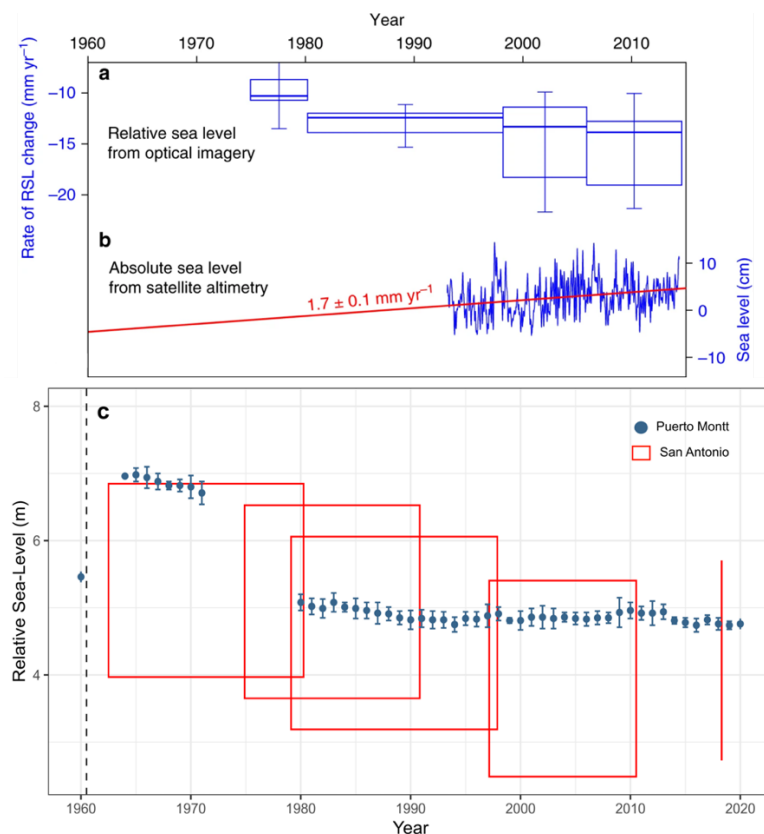 Year
1960 1970 1980 1990 2000 2010
a
−10
−15
−20
Rate of RSL change (mm yr⁻¹)
Relative sea level
from optical imagery
b
Absolute sea level
from satellite altimetry
1.7 ± 0.1 mm yr⁻¹
10
0
−10
Sea level (cm)
c
8
6
4
Relative Sea-Level (m)
Puerto Montt
San Antonio
1960 1970 1980 1990 2000 2010 2020
Year